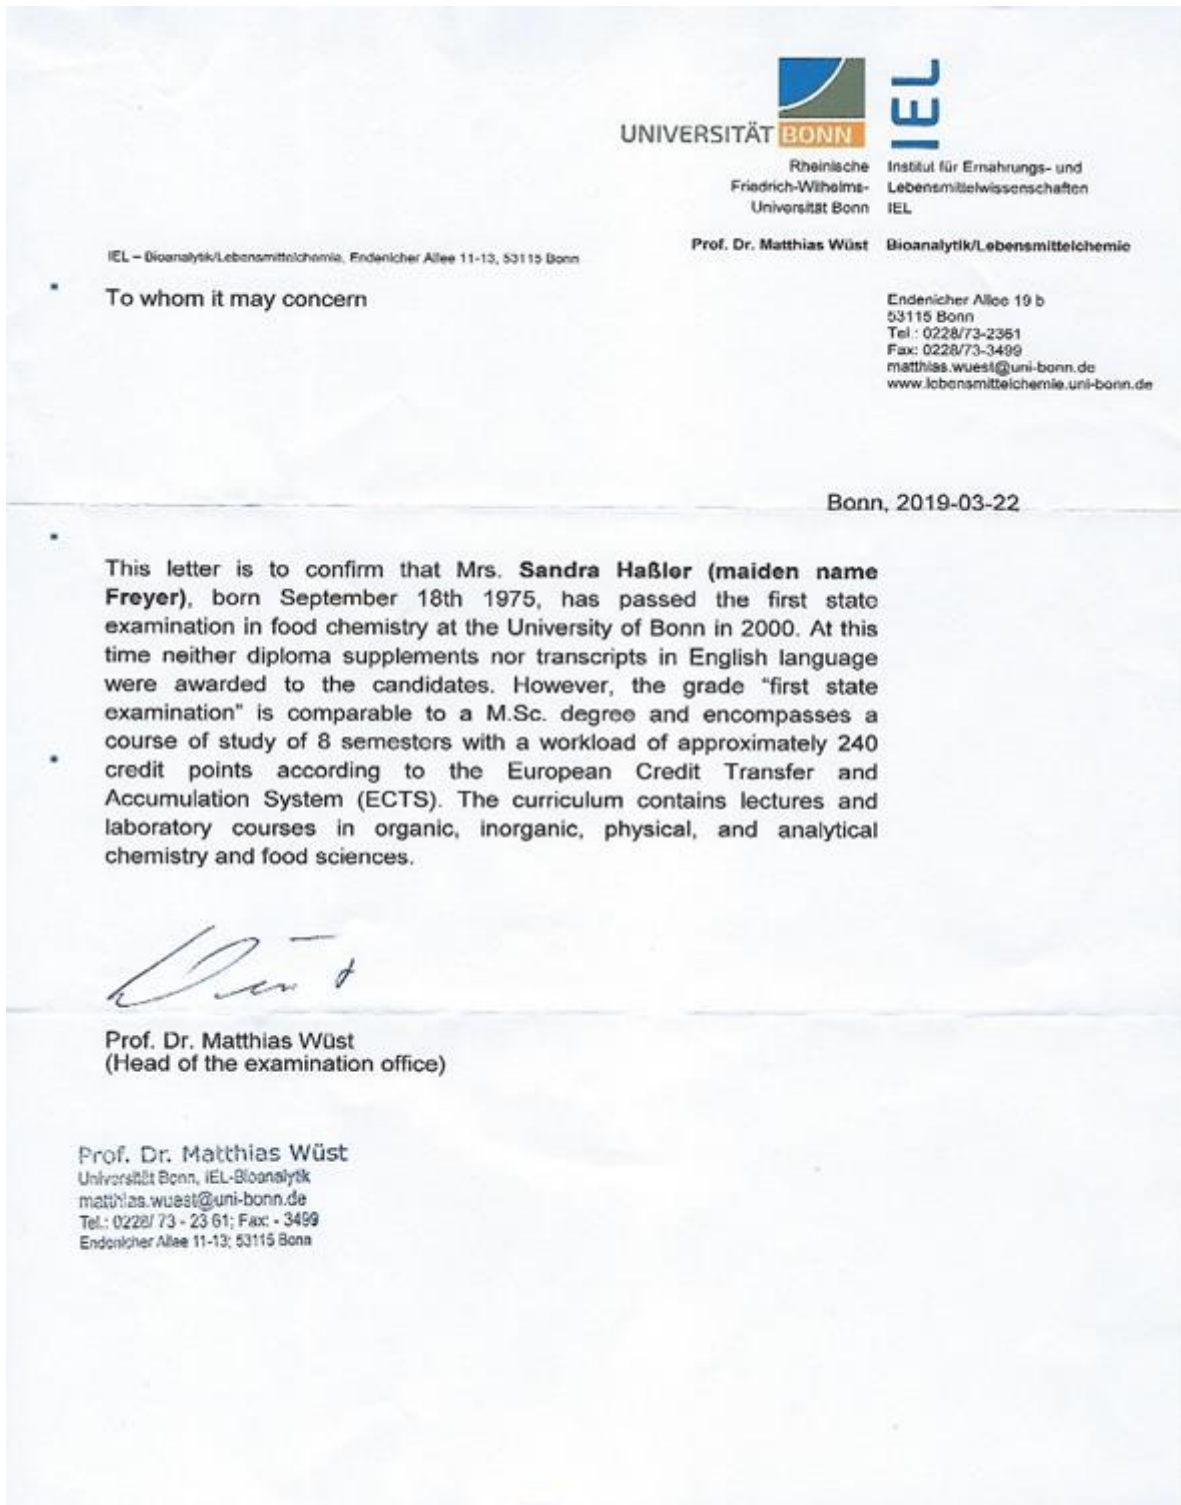 UNIVERSITÄT BONN
IEL
Rheinische
Friedrich-Wilhelms-
Universität Bonn
Institut für Ernahrungs- und
Lebensmittelwissenschaften
IEL
Prof. Dr. Matthias Wüst
Bioanalytik/Lebensmittelchemie
IEL – Bioanalytik/Lebensmittelchemie, Endenicher Allee 11-13, 53115 Bonn
To whom it may concern
Endenicher Allee 19 b
53115 Bonn
Tel.: 0228/73-2361
Fax: 0228/73-3499
matthias.wuest@uni-bonn.de
www.lebensmittelchemie.uni-bonn.de
Bonn, 2019-03-22
This letter is to confirm that Mrs. Sandra Haßler (maiden name
Freyer), born September 18th 1975, has passed the first state
examination in food chemistry at the University of Bonn in 2000. At this
time neither diploma supplements nor transcripts in English language
were awarded to the candidates. However, the grade “first state
examination” is comparable to a M.Sc. degree and encompasses a
course of study of 8 semesters with a workload of approximately 240
credit points according to the European Credit Transfer and
Accumulation System (ECTS). The curriculum contains lectures and
laboratory courses in organic, inorganic, physical, and analytical
chemistry and food sciences.
Wüst
Prof. Dr. Matthias Wüst
(Head of the examination office)
Prof. Dr. Matthias Wüst
Universität Bonn, IEL-Bioanalytik
matthias.wuest@uni-bonn.de
Tel.: 0228/ 73 - 23 61; Fax: - 3499
Endenicher Allee 11-13; 53115 Bonn